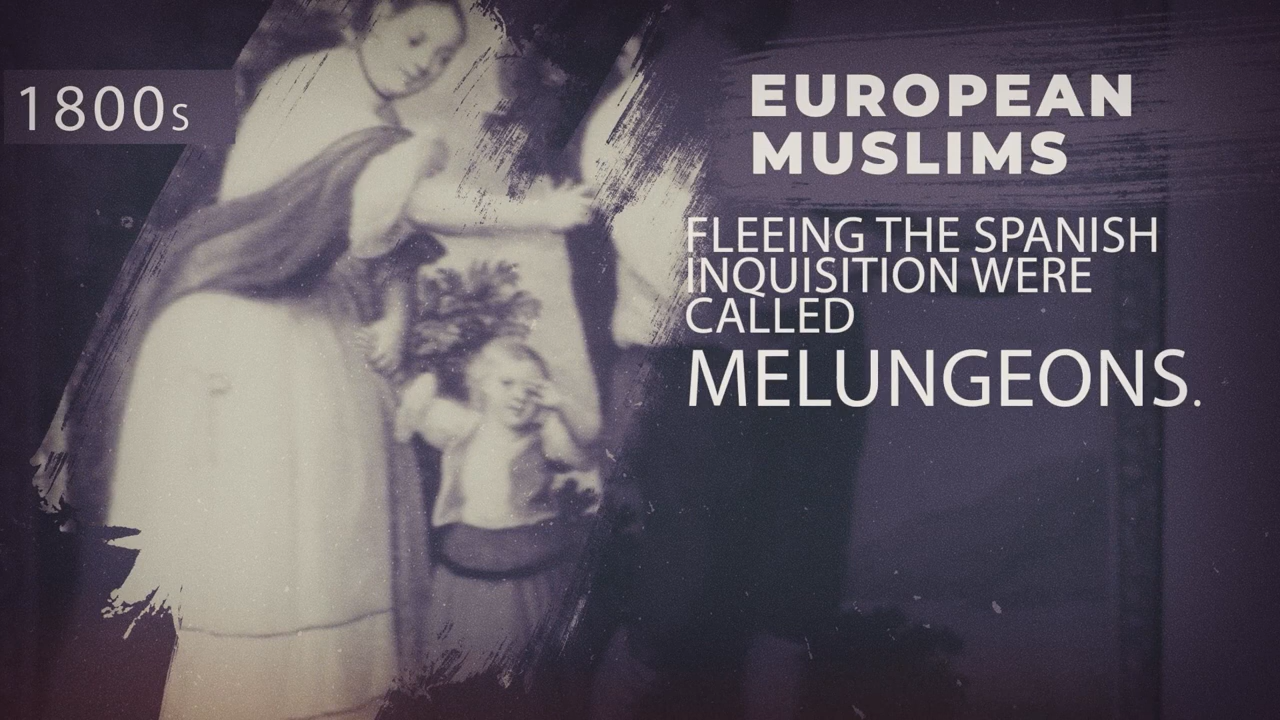 1800s
EUROPEAN
MUSLIMS
FLEEING THE SPANISH
INQUISITION WERE
CALLED
MELUNGEONS.